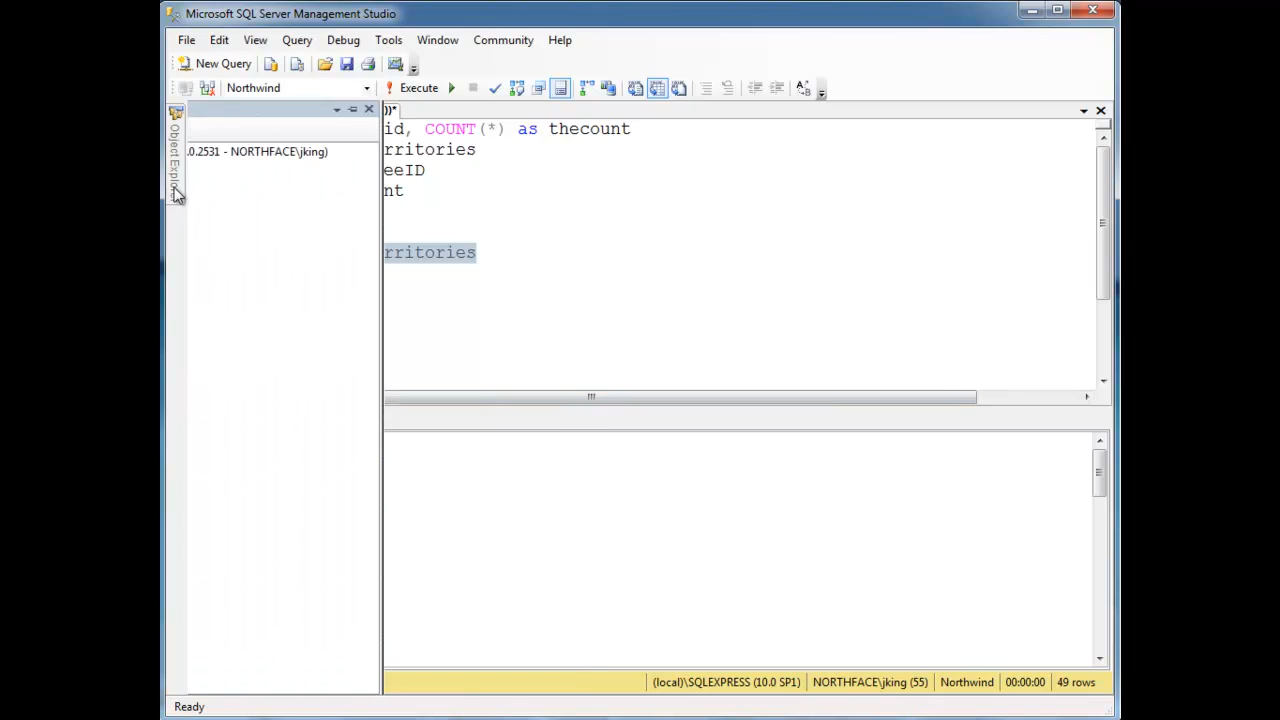 Microsoft SQL Server Management Studio
File Edit View Query Debug Tools Window Community Help
New Query
Northwind Execute
))*
id, COUNT(*) as thecount
.0.2531 - NORTHFACE\jking)
rritories
eeID
nt
rritories
Object Explorer
(local)\SQLEXPRESS (10.0 SP1) NORTHFACE\jking (55) Northwind 00:00:00 49 rows
Ready